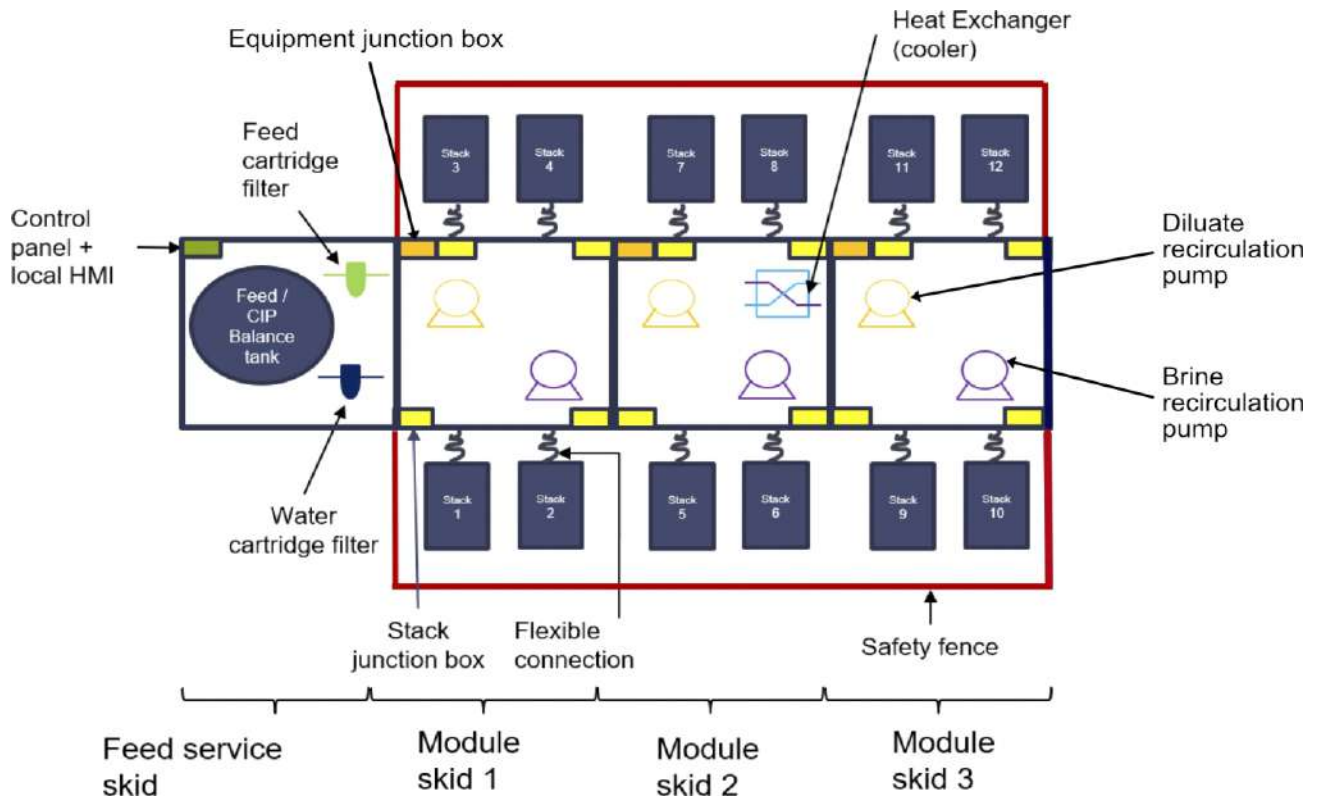 Heat Exchanger
(cooler)
Equipment junction box
Feed
cartridge
filter
Control
panel +
local HMI
Stack
3
Stack
4
Stack
7
Stack
8
Stack
11
Stack
12
Diluate
recirculation
pump
Feed /
CIP
Balance
tank
Brine
recirculation
pump
Stack
1
Stack
2
Stack
5
Stack
6
Stack
9
Stack
10
Water
cartridge filter
Stack
junction box
Flexible
connection
Safety fence
Feed service
skid
Module
skid 1
Module
skid 2
Module
skid 3